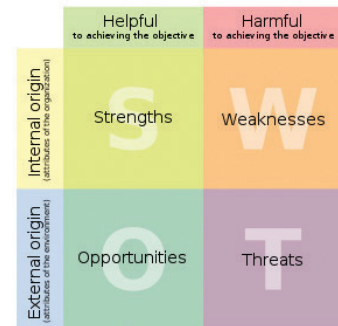 Helpful
to achieving the objective
Harmful
to achieving the objective
Internal origin
(attributes of the organization)
S
Strengths
W
Weaknesses
External origin
(attributes of the environment)
O
Opportunities
T
Threats